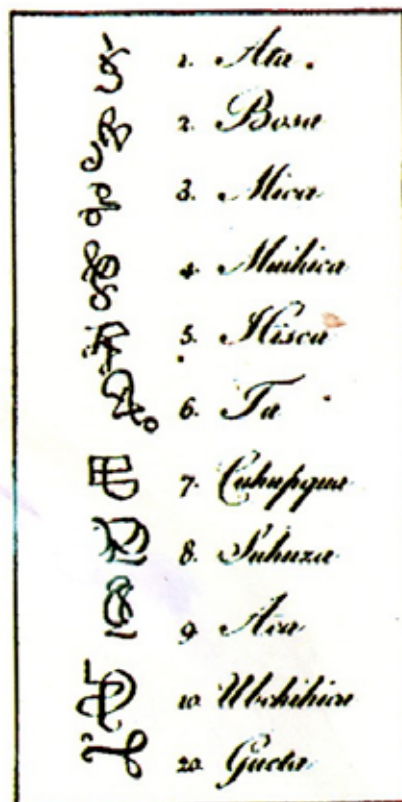 1. Ata.
2. Bosa
3. Mica
4. Muihica
5. Hisca
6. Ta
7. Cuhupqua
8. Suhuza
9. Aca
10. Ubchihica
20. Gueta